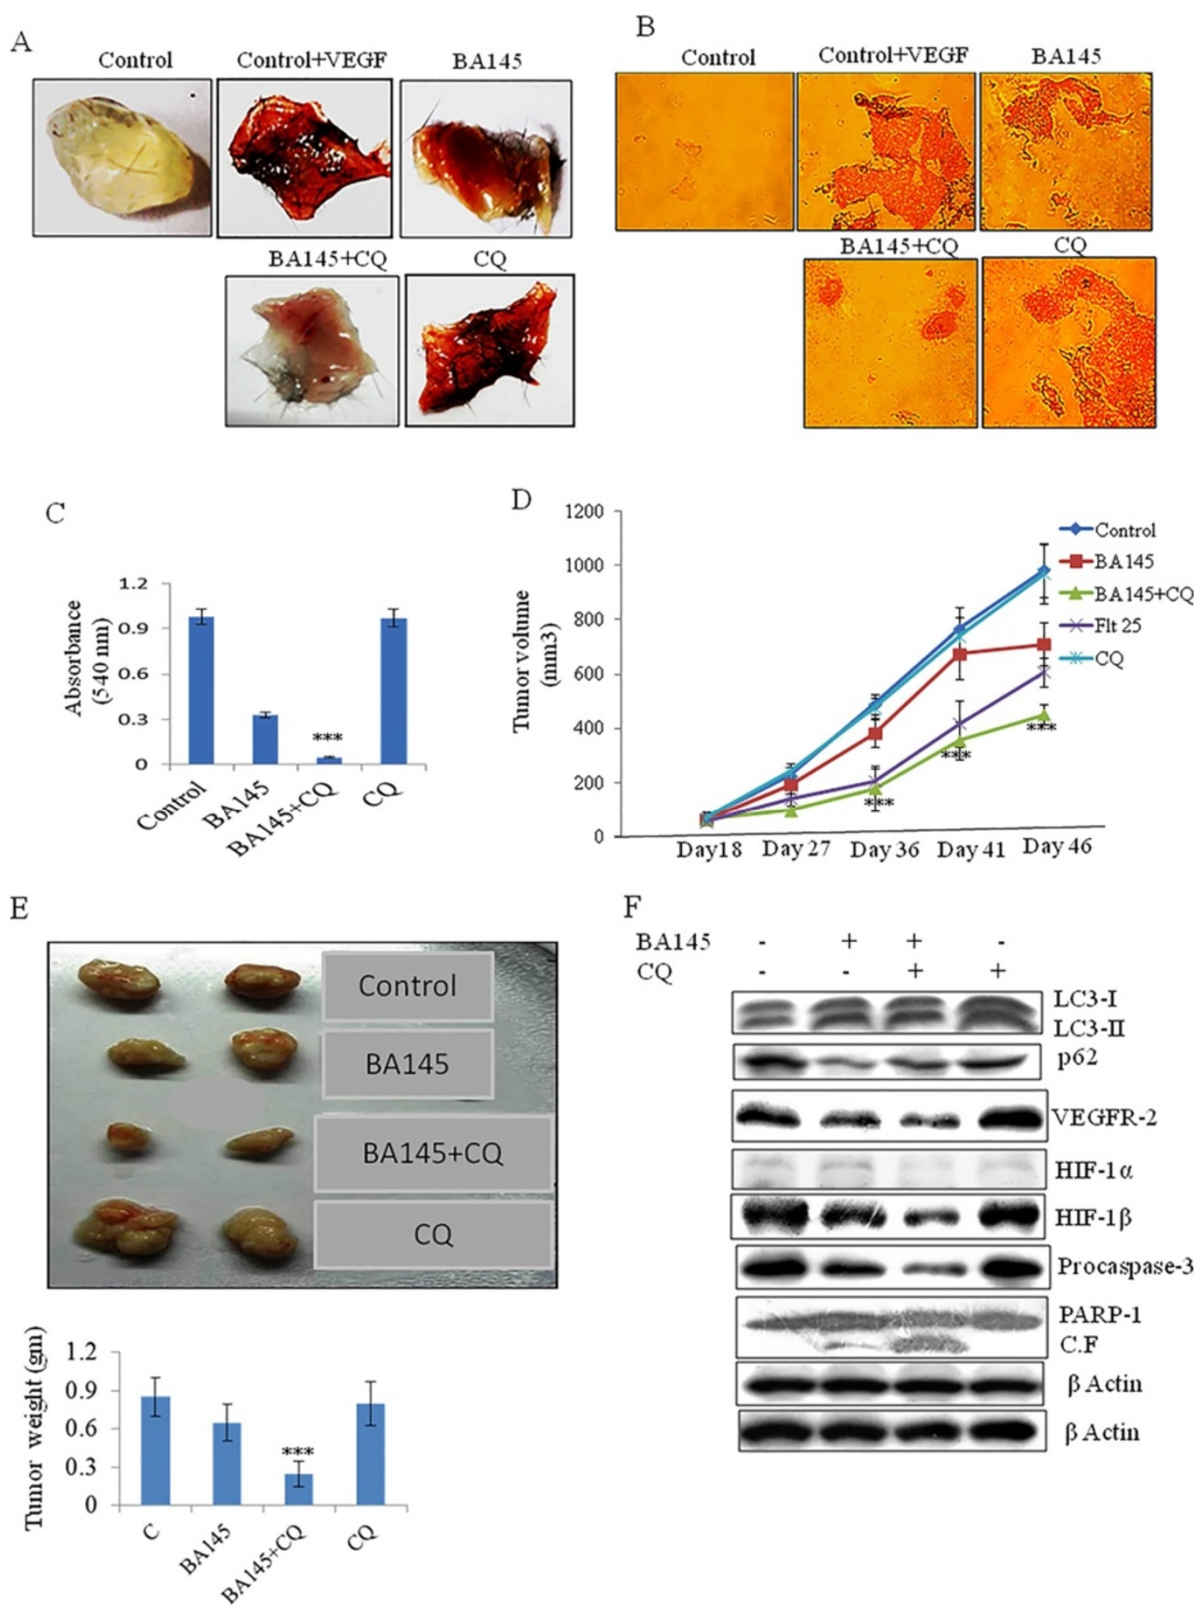 A
Control
Control+VEGF
BA145
BA145+CQ
CQ
B
Control
Control+VEGF
BA145
BA145+CQ
CQ
C
Absorbance
(540 nm)
1.2
0.9
0.6
0.3
0
***
Control
BA145
BA145+CQ
CQ
D
Tumor volume
(mm3)
1200
1000
800
600
400
200
0
***
***
***
Day18
Day 27
Day 36
Day 41
Day 46
Control
BA145
BA145+CQ
Flt 25
CQ
E
Control
BA145
BA145+CQ
CQ
Tumor weight (gm)
1.2
0.9
0.6
0.3
0
***
C
BA145
BA145+CQ
CQ
F
BA145 - + + -
CQ - - + +
LC3-I
LC3-II
p62
VEGFR-2
HIF-1α
HIF-1β
Procaspase-3
PARP-1
C.F
β Actin
β Actin